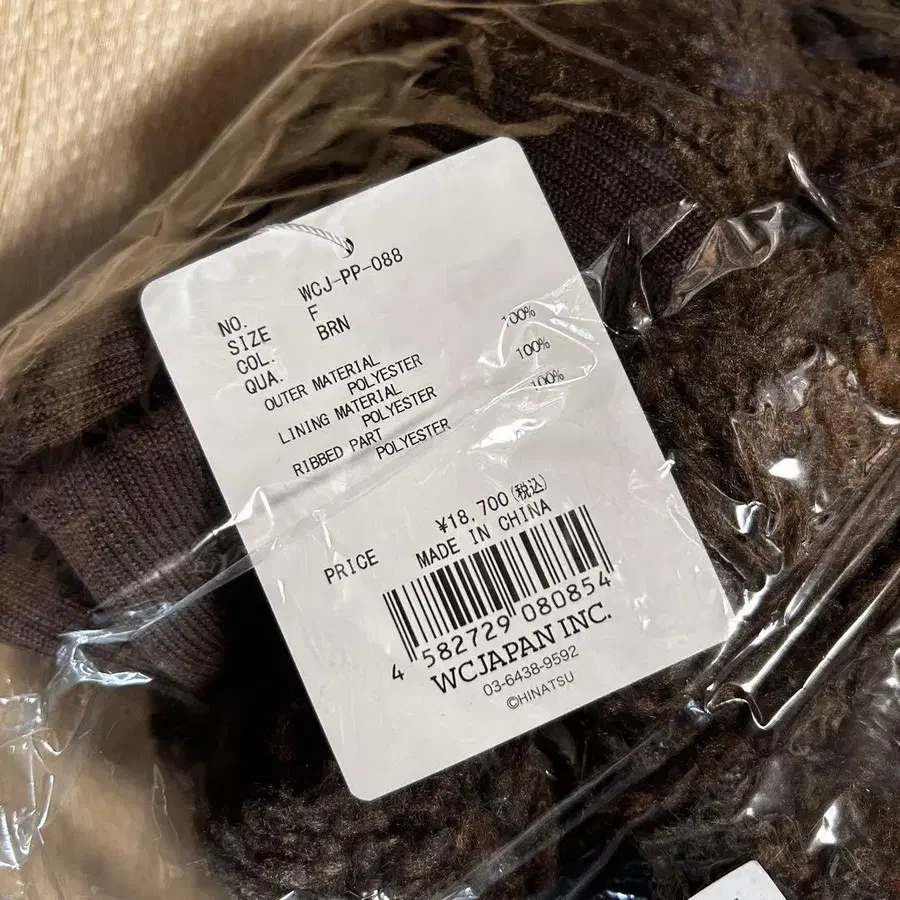 NO. WCJ-PP-088
SIZE F
COL. BRN
QUA.
OUTER MATERIAL
POLYESTER 100%
LINING MATERIAL
POLYESTER 100%
RIBBED PART
POLYESTER 100%
PRICE ¥18,700(税込)
MADE IN CHINA
4 582729 080854
WCJAPAN INC.
03-6438-9592
©HINATSU